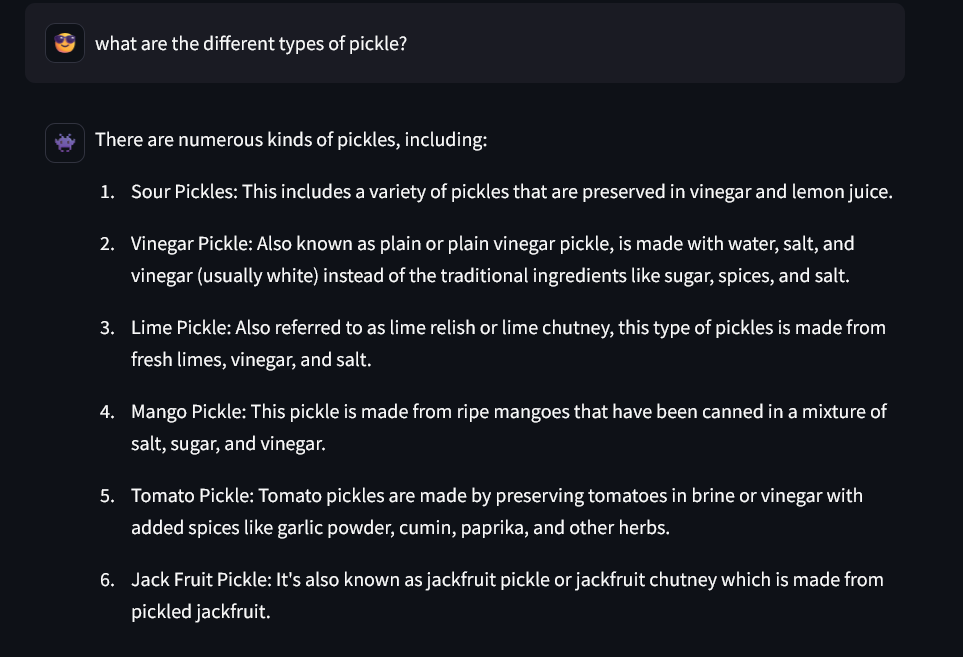 what are the different types of pickle?
There are numerous kinds of pickles, including:
1. Sour Pickles: This includes a variety of pickles that are preserved in vinegar and lemon juice.
2. Vinegar Pickle: Also known as plain or plain vinegar pickle, is made with water, salt, and
vinegar (usually white) instead of the traditional ingredients like sugar, spices, and salt.
3. Lime Pickle: Also referred to as lime relish or lime chutney, this type of pickles is made from
fresh limes, vinegar, and salt.
4. Mango Pickle: This pickle is made from ripe mangoes that have been canned in a mixture of
salt, sugar, and vinegar.
5. Tomato Pickle: Tomato pickles are made by preserving tomatoes in brine or vinegar with
added spices like garlic powder, cumin, paprika, and other herbs.
6. Jack Fruit Pickle: It's also known as jackfruit pickle or jackfruit chutney which is made from
pickled jackfruit.